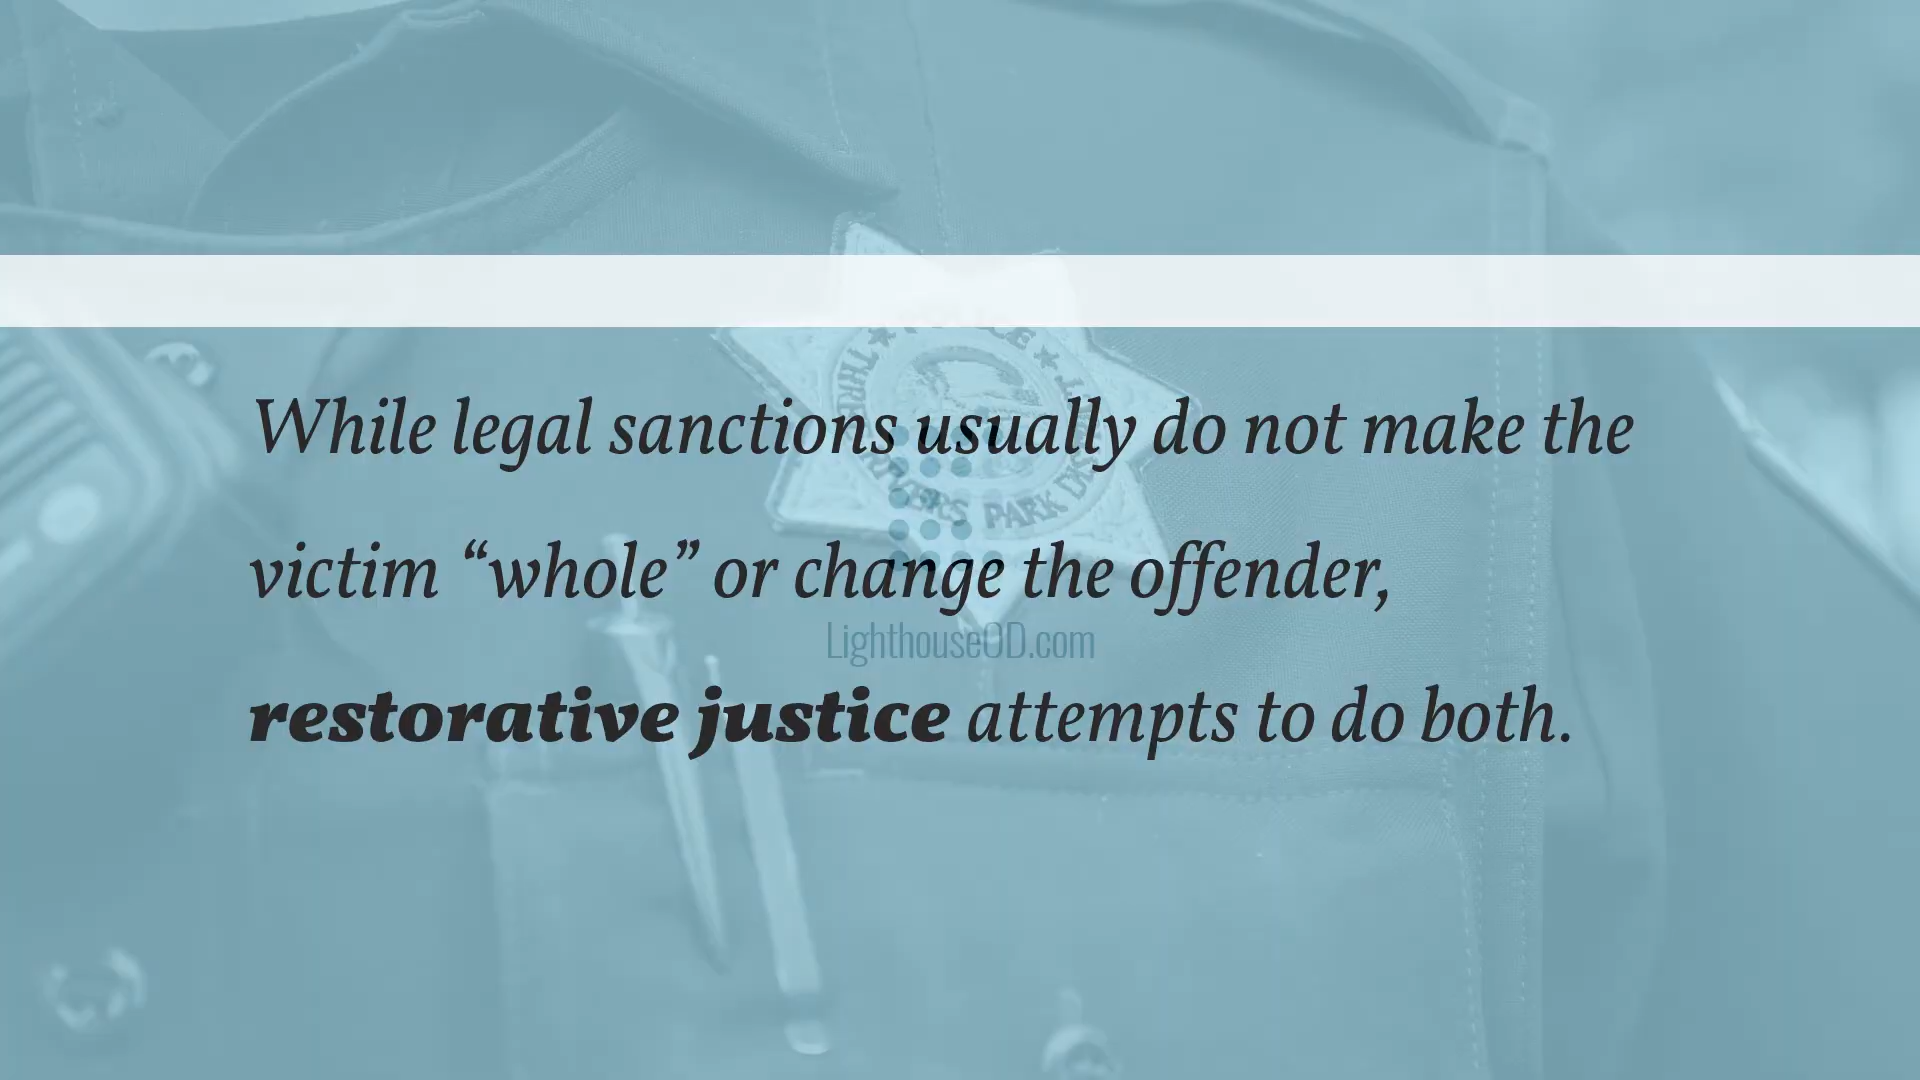 While legal sanctions usually do not make the
victim “whole” or change the offender,
LighthouseOD.com
restorative justice attempts to do both.
PARK